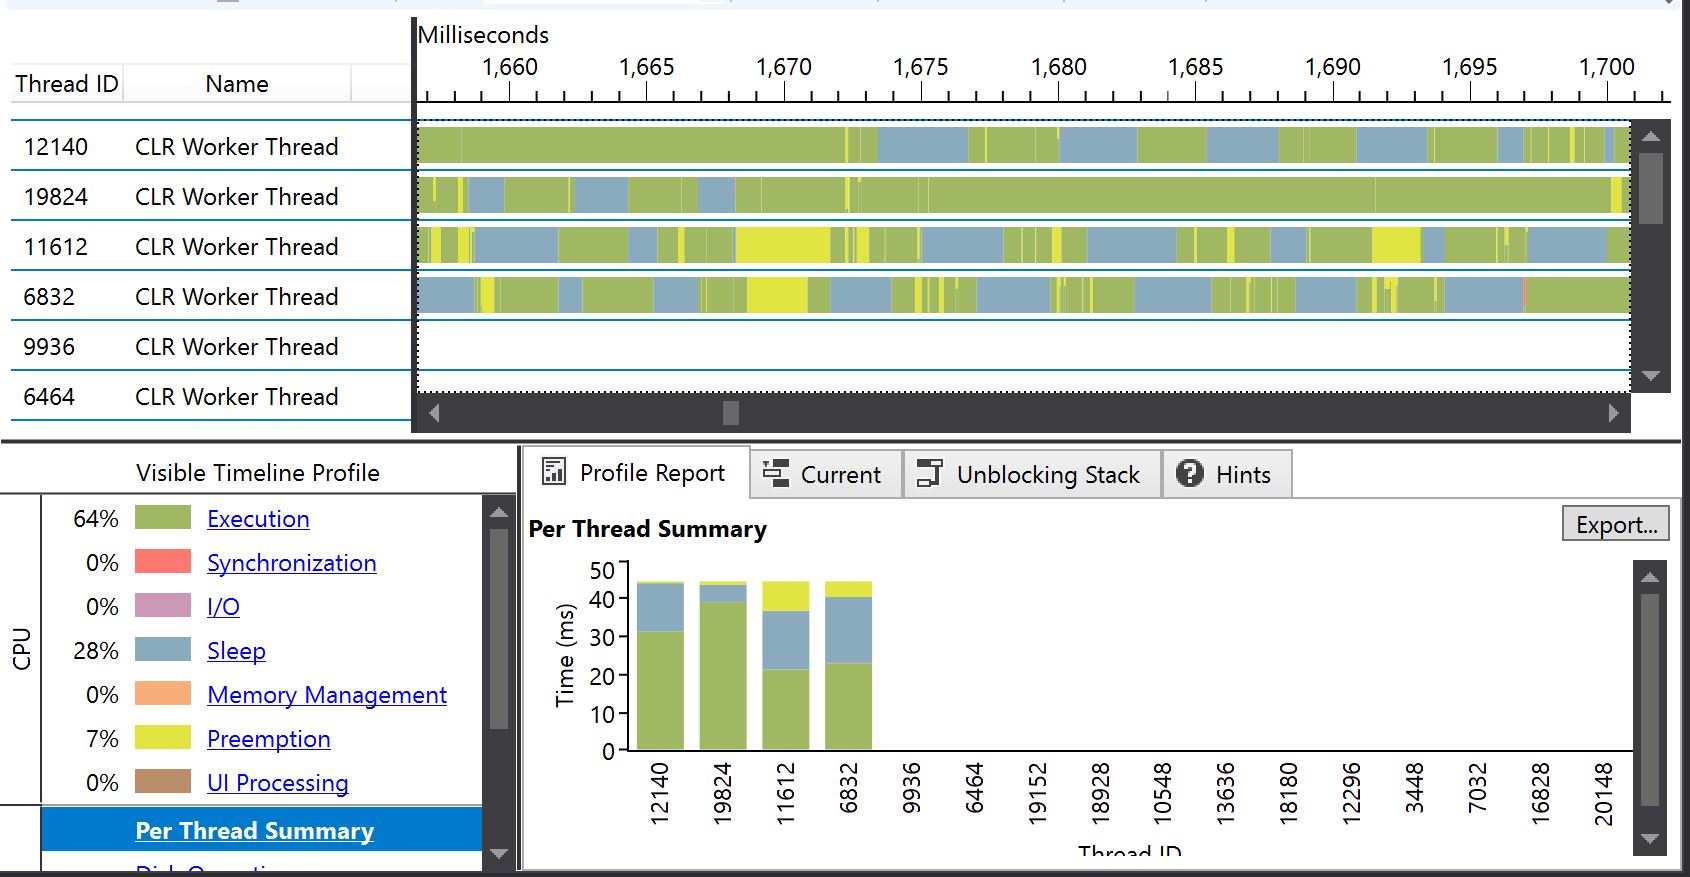 Milliseconds
1,660 1,665 1,670 1,675 1,680 1,685 1,690 1,695 1,700
Thread ID Name
12140 CLR Worker Thread
19824 CLR Worker Thread
11612 CLR Worker Thread
6832 CLR Worker Thread
9936 CLR Worker Thread
6464 CLR Worker Thread
Visible Timeline Profile
CPU
64% Execution
0% Synchronization
0% I/O
28% Sleep
0% Memory Management
7% Preemption
0% UI Processing
Per Thread Summary
Profile Report Current Unblocking Stack Hints
Per Thread Summary
Export...
Time (ms)
50
40
30
20
10
0
12140 19824 11612 6832 9936 6464 19152 18928 10548 13636 18180 12296 3448 7032 16828 20148
Thread ID